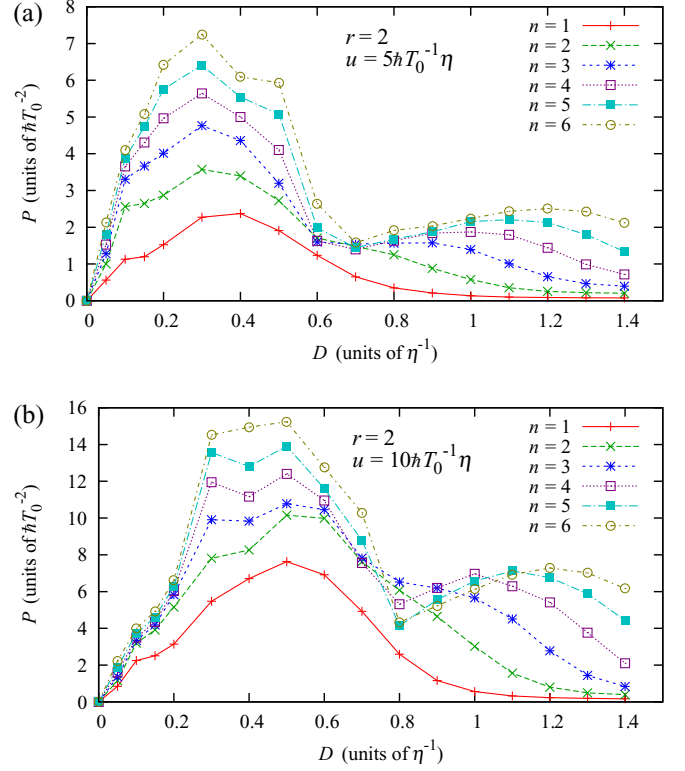 (a)
8
7
6
5
4
3
2
1
0
P (units of ℏT₀⁻²)
r = 2
u = 5ℏT₀⁻¹η
n = 1
n = 2
n = 3
n = 4
n = 5
n = 6
0 0.2 0.4 0.6 0.8 1 1.2 1.4
D (units of η⁻¹)
(b)
16
14
12
10
8
6
4
2
0
P (units of ℏT₀⁻²)
r = 2
u = 10ℏT₀⁻¹η
n = 1
n = 2
n = 3
n = 4
n = 5
n = 6
0 0.2 0.4 0.6 0.8 1 1.2 1.4
D (units of η⁻¹)